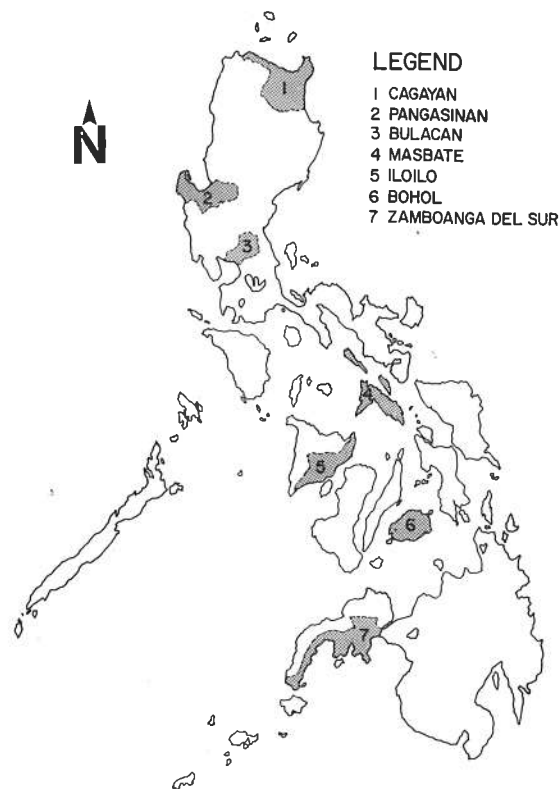 LEGEND
1 CAGAYAN
2 PANGASINAN
3 BULACAN
4 MASBATE
5 ILOILO
6 BOHOL
7 ZAMBOANGA DEL SUR
N
1
2
3
4
5
6
7